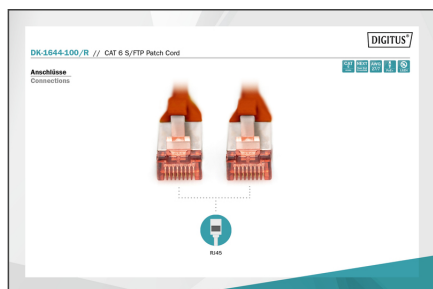 DIGITUS®
DK-1644-100/R // CAT 6 S/FTP Patch Cord
Anschlüsse
Connections
RJ45